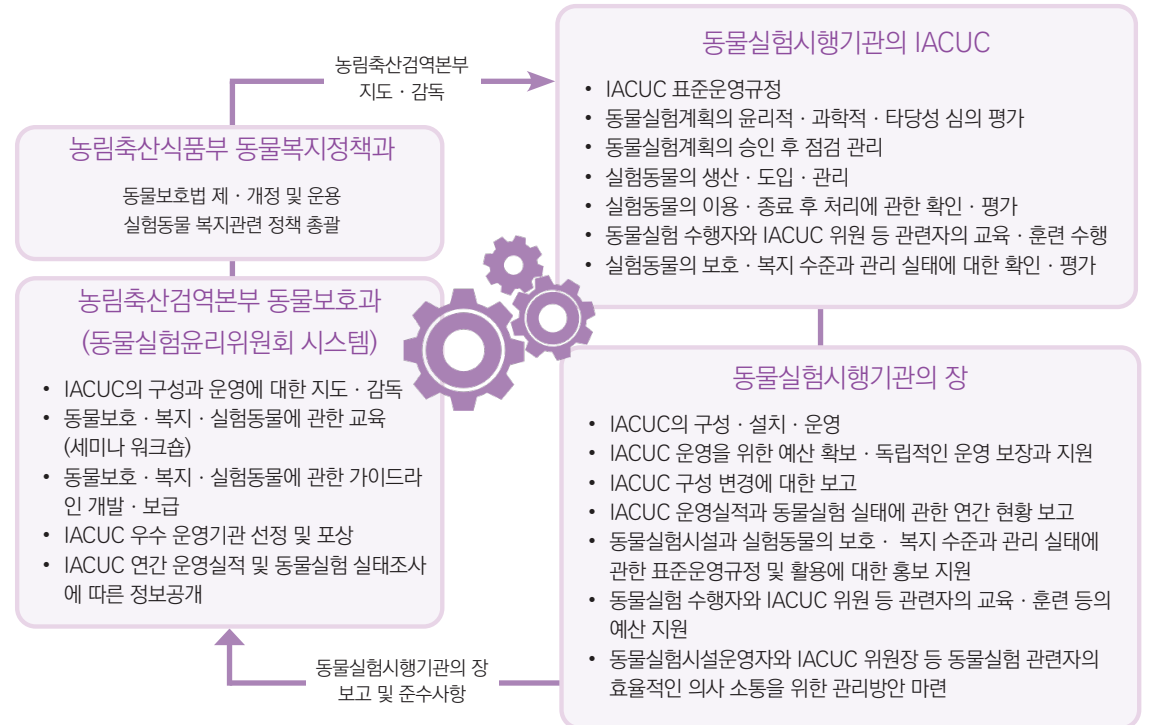 농림축산검역본부
지도 · 감독
농림축산식품부 동물복지정책과
동물보호법 제 · 개정 및 운용
실험동물 복지관련 정책 총괄
농림축산검역본부 동물보호과
(동물실험윤리위원회 시스템)
• IACUC의 구성과 운영에 대한 지도 · 감독
• 동물보호 · 복지 · 실험동물에 관한 교육
(세미나 워크숍)
• 동물보호 · 복지 · 실험동물에 관한 가이드라
인 개발 · 보급
• IACUC 우수 운영기관 선정 및 포상
• IACUC 연간 운영실적 및 동물실험 실태조사
에 따른 정보공개
동물실험시행기관의 IACUC
• IACUC 표준운영규정
• 동물실험계획의 윤리적 · 과학적 · 타당성 심의 평가
• 동물실험계획의 승인 후 점검 관리
• 실험동물의 생산 · 도입 · 관리
• 실험동물의 이용 · 종료 후 처리에 관한 확인 · 평가
• 동물실험 수행자와 IACUC 위원 등 관련자의 교육 · 훈련 수행
• 실험동물의 보호 · 복지 수준과 관리 실태에 대한 확인 · 평가
동물실험시행기관의 장
• IACUC의 구성 · 설치 · 운영
• IACUC 운영을 위한 예산 확보 · 독립적인 운영 보장과 지원
• IACUC 구성 변경에 대한 보고
• IACUC 운영실적과 동물실험 실태에 관한 연간 현황 보고
• 동물실험시설과 실험동물의 보호 · 복지 수준과 관리 실태에
관한 표준운영규정 및 활용에 대한 홍보 지원
• 동물실험 수행자와 IACUC 위원 등 관련자의 교육 · 훈련 등의
예산 지원
• 동물실험시설운영자와 IACUC 위원장 등 동물실험 관련자의
효율적인 의사 소통을 위한 관리방안 마련
동물실험시행기관의 장
보고 및 준수사항